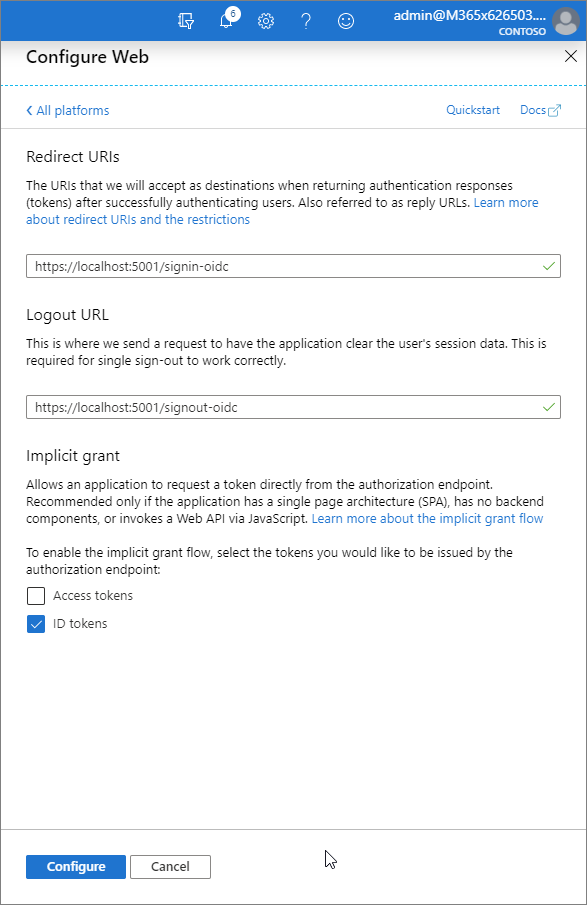 6
admin@M365x626503....
CONTOSO
Configure Web
All platforms
Quickstart
Docs
Redirect URIs
The URIs that we will accept as destinations when returning authentication responses
(tokens) after successfully authenticating users. Also referred to as reply URLs. Learn more
about redirect URIs and the restrictions
https://localhost:5001/signin-oidc
Logout URL
This is where we send a request to have the application clear the user's session data. This is
required for single sign-out to work correctly.
https://localhost:5001/signout-oidc
Implicit grant
Allows an application to request a token directly from the authorization endpoint.
Recommended only if the application has a single page architecture (SPA), has no backend
components, or invokes a Web API via JavaScript. Learn more about the implicit grant flow
To enable the implicit grant flow, select the tokens you would like to be issued by the
authorization endpoint:
Access tokens
ID tokens
Configure
Cancel